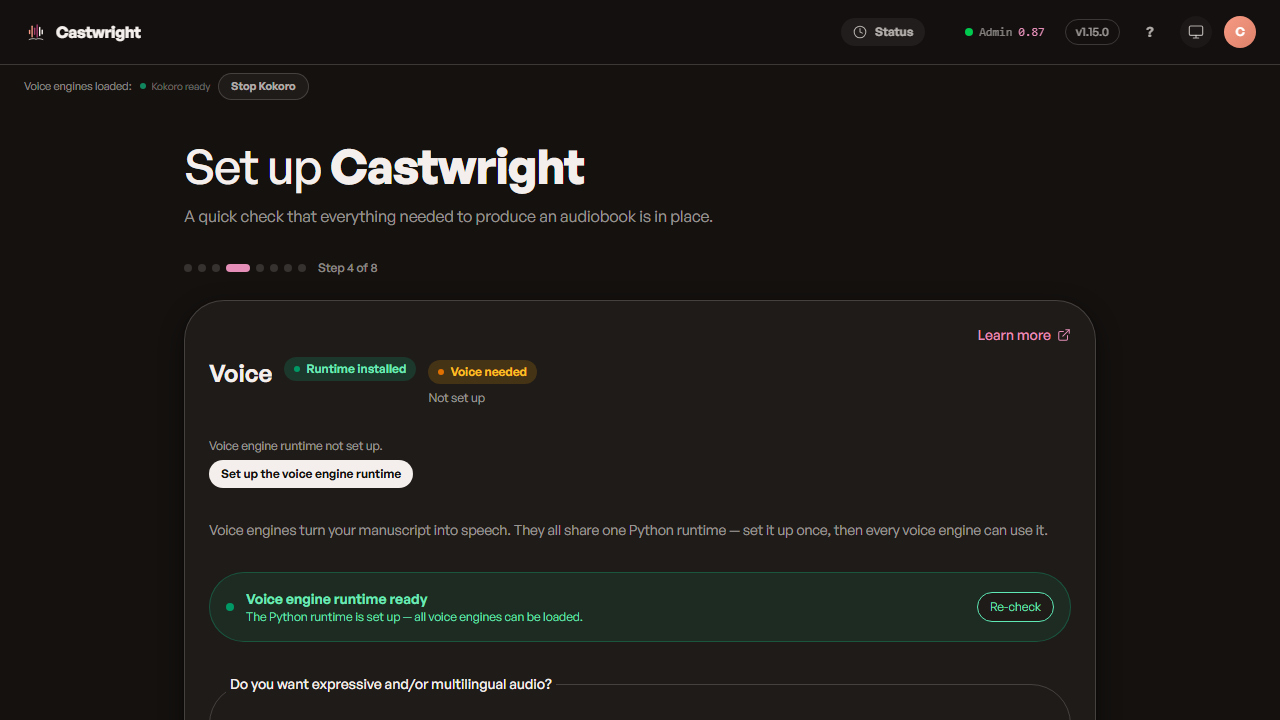 Castwright
Status
Admin 0.87
v1.15.0
?
C
Voice engines loaded:
Kokoro ready
Stop Kokoro
Set up Castwright
A quick check that everything needed to produce an audiobook is in place.
Step 4 of 8
Learn more
Voice
Runtime installed
Voice needed
Not set up
Voice engine runtime not set up.
Set up the voice engine runtime
Voice engines turn your manuscript into speech. They all share one Python runtime — set it up once, then every voice engine can use it.
Voice engine runtime ready
The Python runtime is set up — all voice engines can be loaded.
Re-check
Do you want expressive and/or multilingual audio?